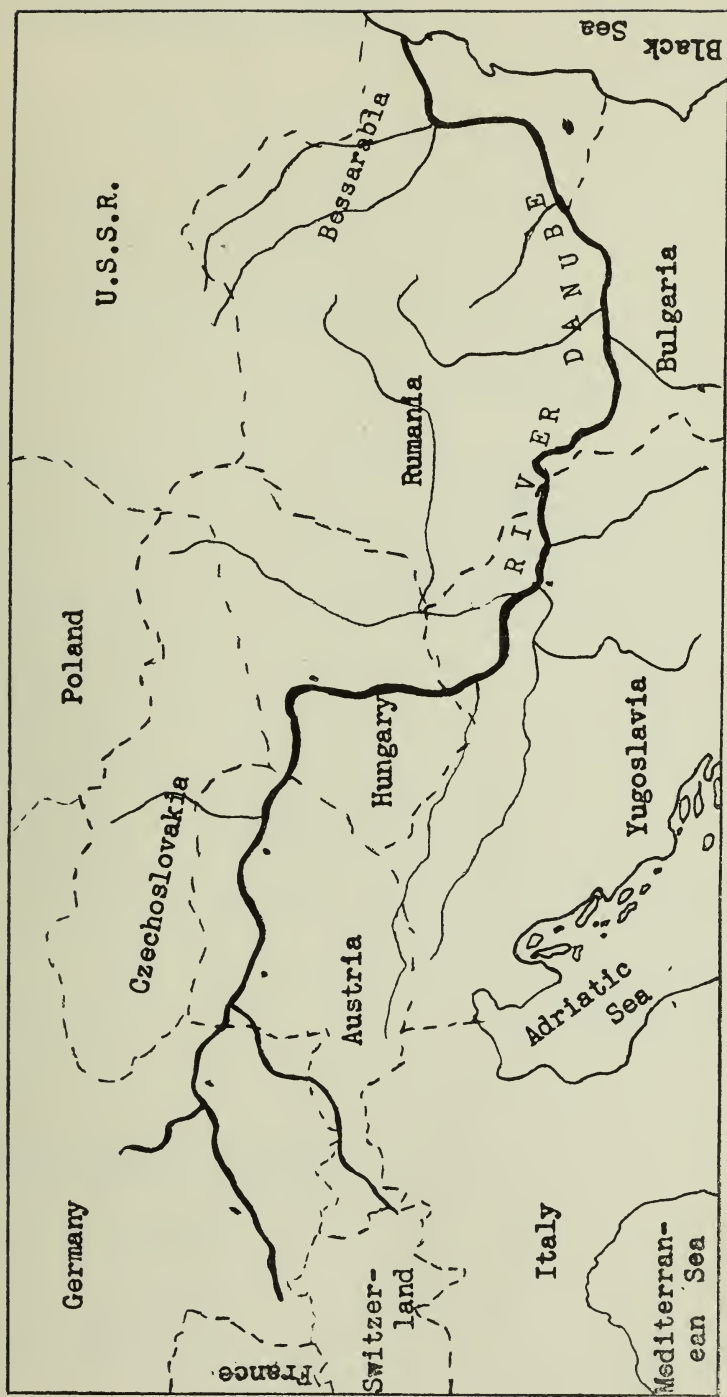 Germany
Poland
U.S.S.R.
Czechoslovakia
Bessarabia
France
Switzer-
land
Austria
Hungary
Rumania
RIVER DANUBE
Black
Sea
Italy
Adriatic
Sea
Yugoslavia
Bulgaria
Mediterran-
ean Sea